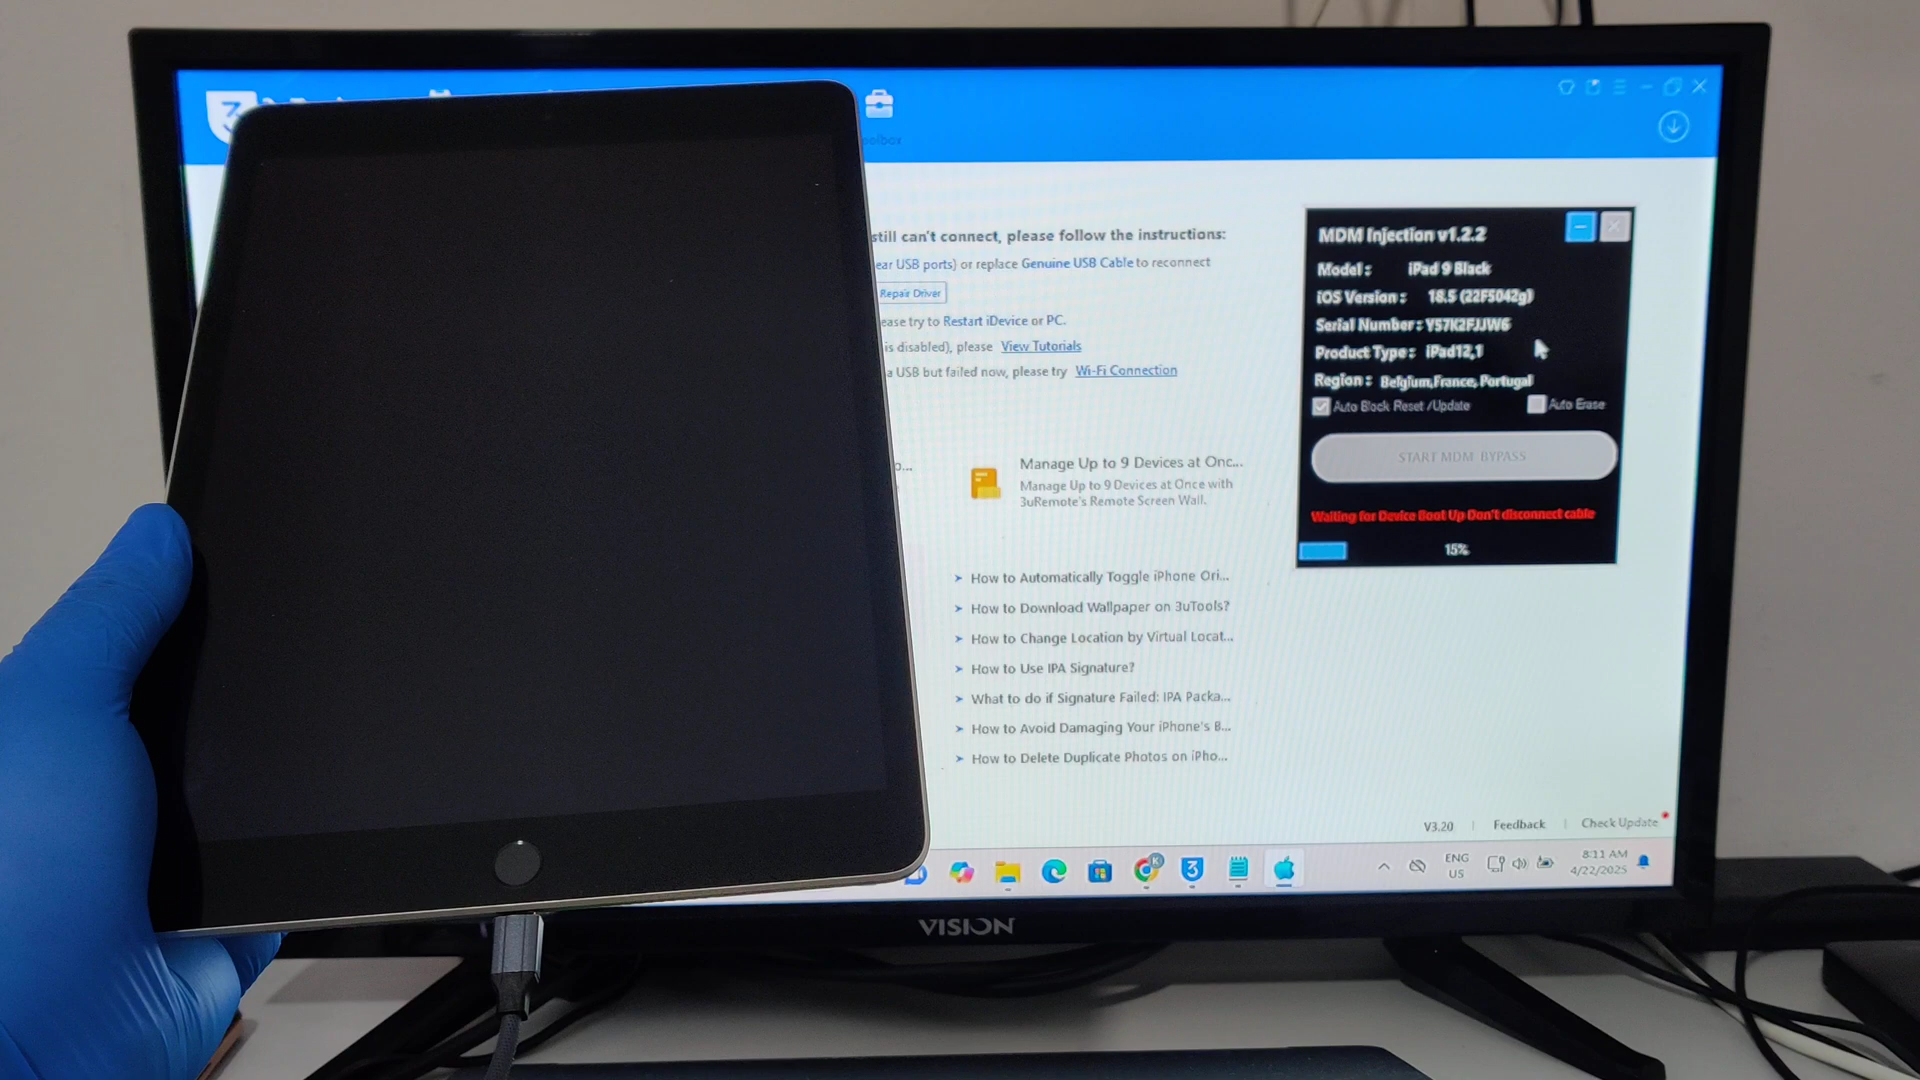 3
still can't connect, please follow the instructions:
ear USB ports) or replace Genuine USB Cable to reconnect
Repair Driver
ease try to Restart iDevice or PC.
is disabled), please View Tutorials
a USB but failed now, please try Wi-Fi Connection
Manage Up to 9 Devices at Onc...
Manage Up to 9 Devices at Once with
3uRemote's Remote Screen Wall.
➤ How to Automatically Toggle iPhone Ori...
➤ How to Download Wallpaper on 3uTools?
➤ How to Change Location by Virtual Locat...
➤ How to Use IPA Signature?
➤ What to do if Signature Failed: IPA Packa...
➤ How to Avoid Damaging Your iPhone's B...
➤ How to Delete Duplicate Photos on iPho...
MDM Injection v1.2.2
Model : iPad 9 Black
iOS Version : 18.5 (22F5042g)
Serial Number : Y57K2FJJW6
Product Type : iPad12,1
Region : Belgium,France, Portugal
Auto Block Reset /Update Auto Erase
START MDM BYPASS
Waiting for Device Boot Up Don't disconnect cable
15%
V3.20 | Feedback | Check Update
ENG
US
8:11 AM
4/22/2025
VISION